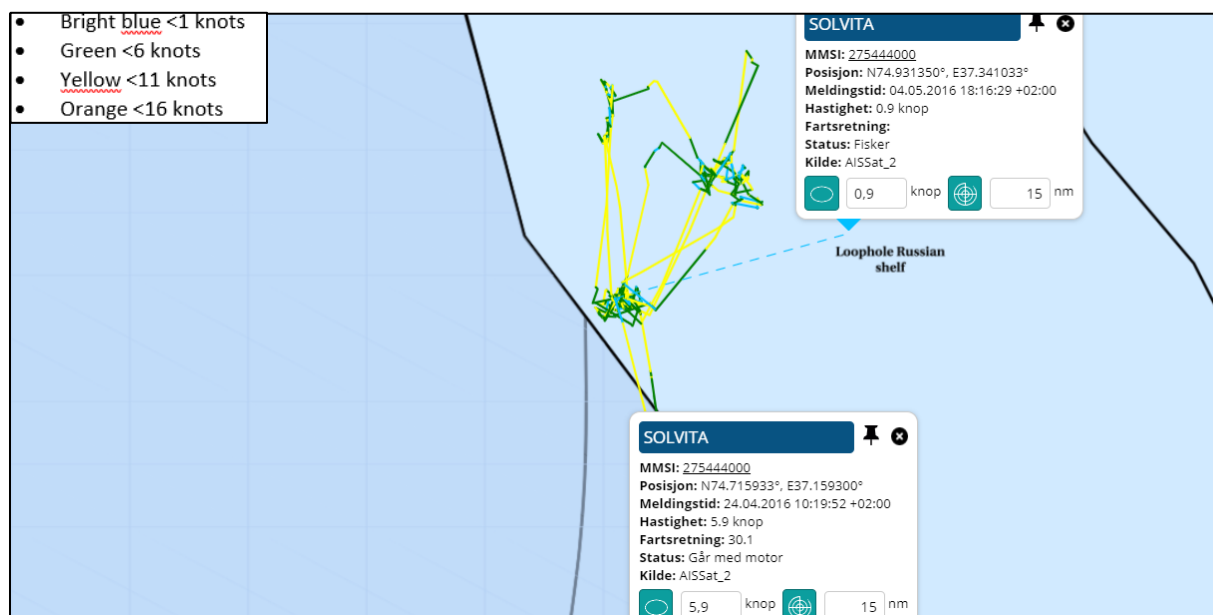 Bright blue <1 knots
Green <6 knots
Yellow <11 knots
Orange <16 knots
SOLVITA
MMSI: 275444000
Posisjon: N74.931350°, E37.341033°
Meldingstid: 04.05.2016 18:16:29 +02:00
Hastighet: 0.9 knop
Fartsretning:
Status: Fisker
Kilde: AISSat_2
0,9 knop 15 nm
Loophole Russian
shelf
SOLVITA
MMSI: 275444000
Posisjon: N74.715933°, E37.159300°
Meldingstid: 24.04.2016 10:19:52 +02:00
Hastighet: 5.9 knop
Fartsretning: 30.1
Status: Går med motor
Kilde: AISSat_2
5,9 knop 15 nm